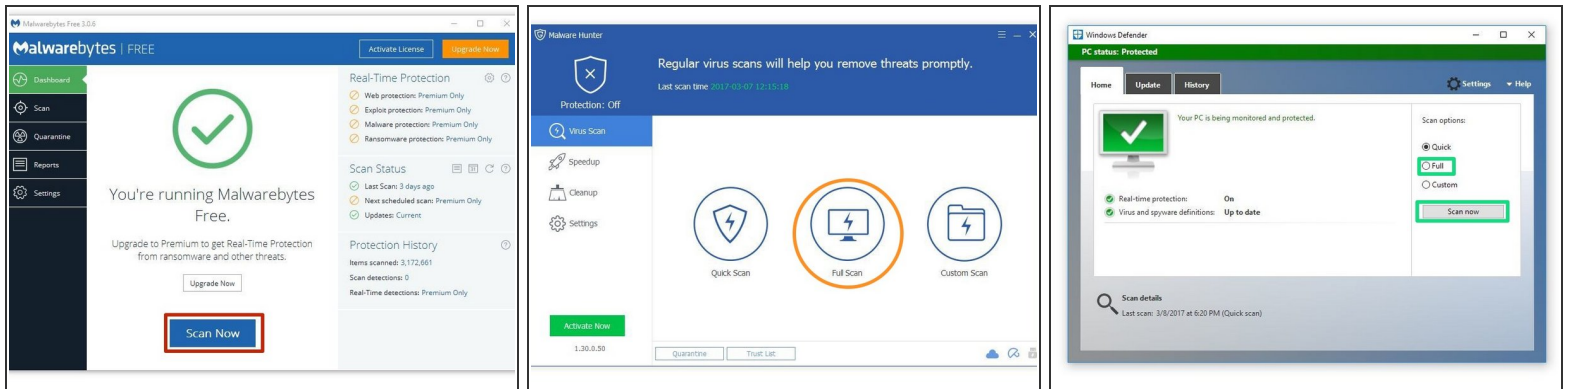 Malwarebytes Free 3.0.6
Malwarebytes | FREE
Activate License
Upgrade Now
Dashboard
Scan
Quarantine
Reports
Settings
You're running Malwarebytes
Free.
Upgrade to Premium to get Real-Time Protection
from ransomware and other threats.
Upgrade Now
Scan Now
Real-Time Protection
Web protection: Premium Only
Exploit protection: Premium Only
Malware protection: Premium Only
Ransomware protection: Premium Only
Scan Status
Last Scan: 3 days ago
Next scheduled scan: Premium Only
Updates: Current
Protection History
Items scanned: 3,172,661
Scan detections: 0
Real-Time detections: Premium Only
Malware Hunter
Protection: Off
Regular virus scans will help you remove threats promptly.
Last scan time 2017-03-07 12:15:18
Virus Scan
Speedup
Cleanup
Settings
Quick Scan
Full Scan
Custom Scan
Activate Now
1.30.0.50
Quarantine
Trust List
Windows Defender
PC status: Protected
Home
Update
History
Settings
Help
Your PC is being monitored and protected.
Real-time protection: On
Virus and spyware definitions: Up to date
Scan options:
Quick
Full
Custom
Scan now
Scan details
Last scan: 3/8/2017 at 6:20 PM (Quick scan)